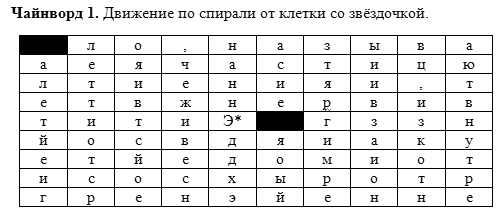 Чайнворд 1. Движение по спирали от клетки со звёздочкой.
л о , н а з ы в а
а е я ч а с т и ц ю
л т и е н и я и , т
е т в ж н е р в и в
т и т и Э* г з з н
й о с в д я и а к у
е т й е д о м и о т
и с о с х ы р о т р
г р е н э й е н н е